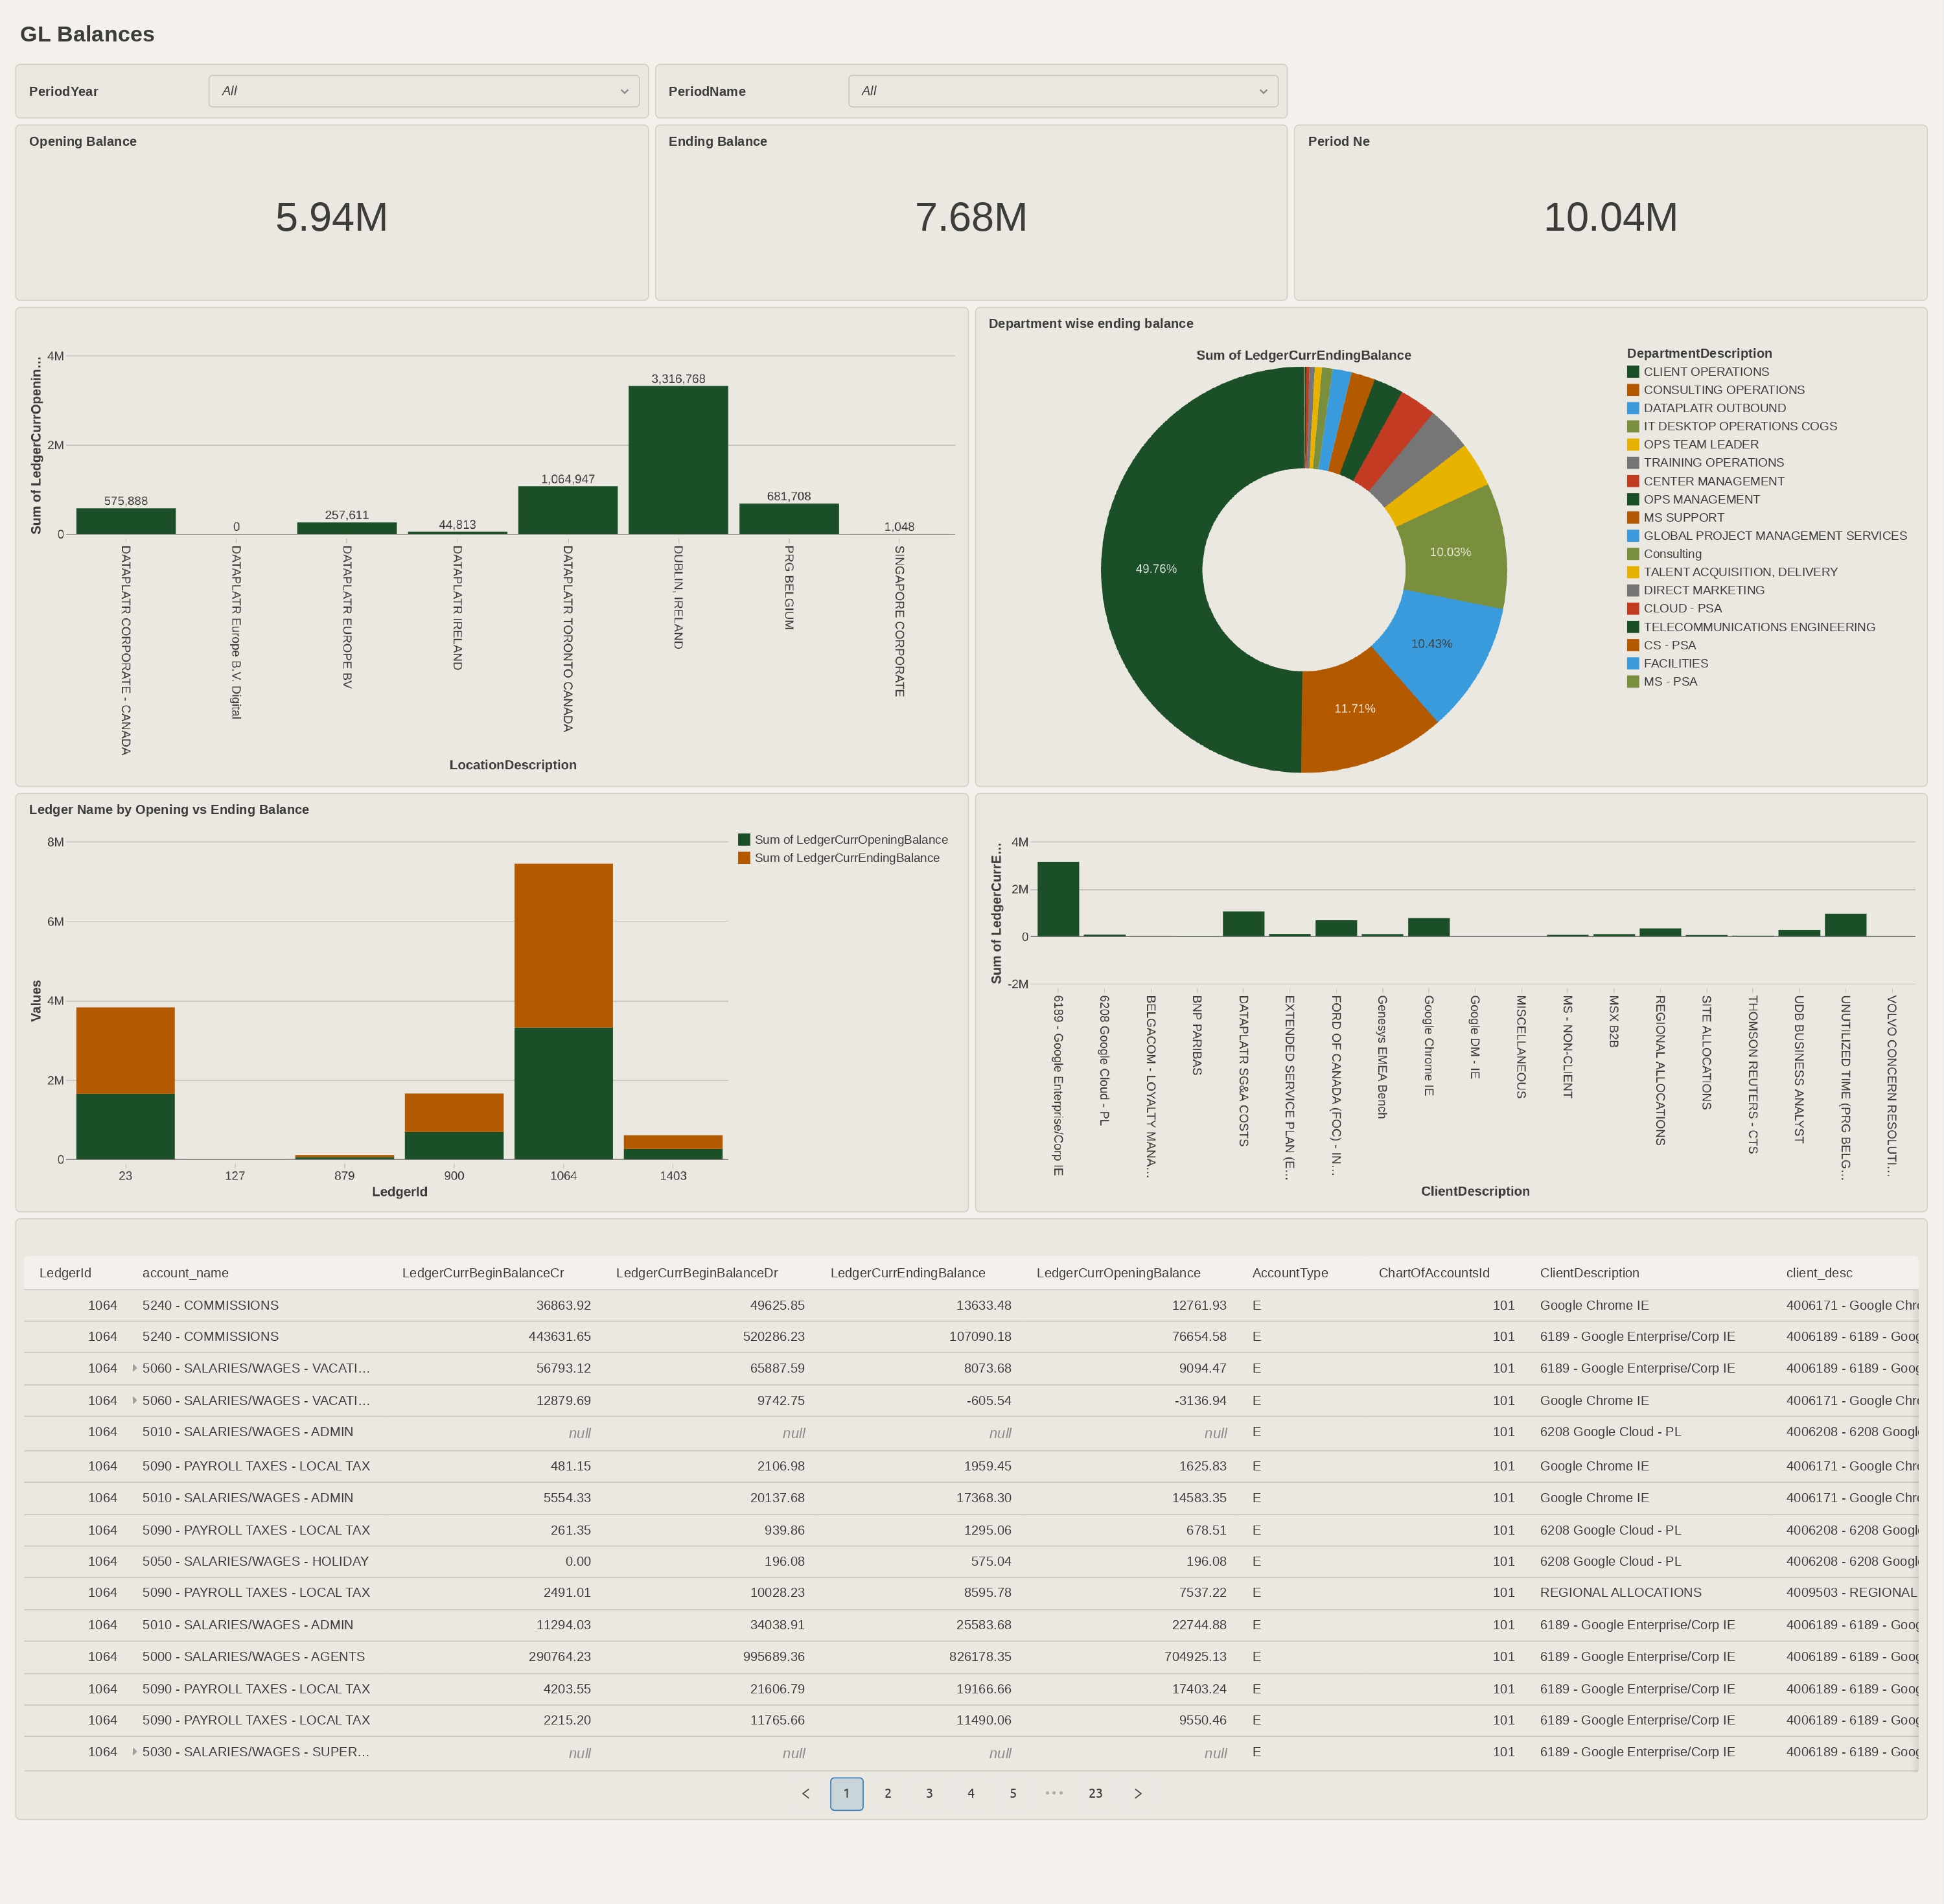 GL Balances
PeriodYear
All
PeriodName
All
Opening Balance
5.94M
Ending Balance
7.68M
Period Ne
10.04M
Sum of LedgerCurrOpenin...
4M
2M
0
575,888
0
257,611
44,813
1,064,947
3,316,768
681,708
1,048
DATAPLATR CORPORATE - CANADA
DATAPLATR Europe B.V. Digital
DATAPLATR EUROPE BV
DATAPLATR IRELAND
DATAPLATR TORONTO CANADA
DUBLIN, IRELAND
PRG BELGIUM
SINGAPORE CORPORATE
LocationDescription
Department wise ending balance
Sum of LedgerCurrEndingBalance
49.76%
11.71%
10.43%
10.03%
DepartmentDescription
CLIENT OPERATIONS
CONSULTING OPERATIONS
DATAPLATR OUTBOUND
IT DESKTOP OPERATIONS COGS
OPS TEAM LEADER
TRAINING OPERATIONS
CENTER MANAGEMENT
OPS MANAGEMENT
MS SUPPORT
GLOBAL PROJECT MANAGEMENT SERVICES
Consulting
TALENT ACQUISITION, DELIVERY
DIRECT MARKETING
CLOUD - PSA
TELECOMMUNICATIONS ENGINEERING
CS - PSA
FACILITIES
MS - PSA
Ledger Name by Opening vs Ending Balance
Values
8M
6M
4M
2M
0
23
127
879
900
1064
1403
LedgerId
Sum of LedgerCurrOpeningBalance
Sum of LedgerCurrEndingBalance
Sum of LedgerCurrE...
4M
2M
0
-2M
6189 - Google Enterprise/Corp IE
6208 Google Cloud - PL
BELGACOM - LOYALTY MANA...
BNP PARIBAS
DATAPLATR SG&A COSTS
EXTENDED SERVICE PLAN (E...
FORD OF CANADA (FOC) - IN...
Genesys EMEA Bench
Google Chrome IE
Google DM - IE
MISCELLANEOUS
MS - NON-CLIENT
MSX B2B
REGIONAL ALLOCATIONS
SITE ALLOCATIONS
THOMSON REUTERS - CTS
UDB BUSINESS ANALYST
UNUTILIZED TIME (PRG BELG...
VOLVO CONCERN RESOLUTI...
ClientDescription
LedgerId account_name LedgerCurrBeginBalanceCr LedgerCurrBeginBalanceDr LedgerCurrEndingBalance LedgerCurrOpeningBalance AccountType ChartOfAccountsId ClientDescription client_desc
1064 5240 - COMMISSIONS 36863.92 49625.85 13633.48 12761.93 E 101 Google Chrome IE 4006171 - Google Chr
1064 5240 - COMMISSIONS 443631.65 520286.23 107090.18 76654.58 E 101 6189 - Google Enterprise/Corp IE 4006189 - 6189 - Goog
1064 5060 - SALARIES/WAGES - VACATI... 56793.12 65887.59 8073.68 9094.47 E 101 6189 - Google Enterprise/Corp IE 4006189 - 6189 - Goog
1064 5060 - SALARIES/WAGES - VACATI... 12879.69 9742.75 -605.54 -3136.94 E 101 Google Chrome IE 4006171 - Google Chr
1064 5010 - SALARIES/WAGES - ADMIN null null null null E 101 6208 Google Cloud - PL 4006208 - 6208 Googl
1064 5090 - PAYROLL TAXES - LOCAL TAX 481.15 2106.98 1959.45 1625.83 E 101 Google Chrome IE 4006171 - Google Chr
1064 5010 - SALARIES/WAGES - ADMIN 5554.33 20137.68 17368.30 14583.35 E 101 Google Chrome IE 4006171 - Google Chr
1064 5090 - PAYROLL TAXES - LOCAL TAX 261.35 939.86 1295.06 678.51 E 101 6208 Google Cloud - PL 4006208 - 6208 Googl
1064 5050 - SALARIES/WAGES - HOLIDAY 0.00 196.08 575.04 196.08 E 101 6208 Google Cloud - PL 4006208 - 6208 Googl
1064 5090 - PAYROLL TAXES - LOCAL TAX 2491.01 10028.23 8595.78 7537.22 E 101 REGIONAL ALLOCATIONS 4009503 - REGIONAL
1064 5010 - SALARIES/WAGES - ADMIN 11294.03 34038.91 25583.68 22744.88 E 101 6189 - Google Enterprise/Corp IE 4006189 - 6189 - Goog
1064 5000 - SALARIES/WAGES - AGENTS 290764.23 995689.36 826178.35 704925.13 E 101 6189 - Google Enterprise/Corp IE 4006189 - 6189 - Goog
1064 5090 - PAYROLL TAXES - LOCAL TAX 4203.55 21606.79 19166.66 17403.24 E 101 6189 - Google Enterprise/Corp IE 4006189 - 6189 - Goog
1064 5090 - PAYROLL TAXES - LOCAL TAX 2215.20 11765.66 11490.06 9550.46 E 101 6189 - Google Enterprise/Corp IE 4006189 - 6189 - Goog
1064 5030 - SALARIES/WAGES - SUPER... null null null null E 101 6189 - Google Enterprise/Corp IE 4006189 - 6189 - Goog
1 2 3 4 5 ••• 23